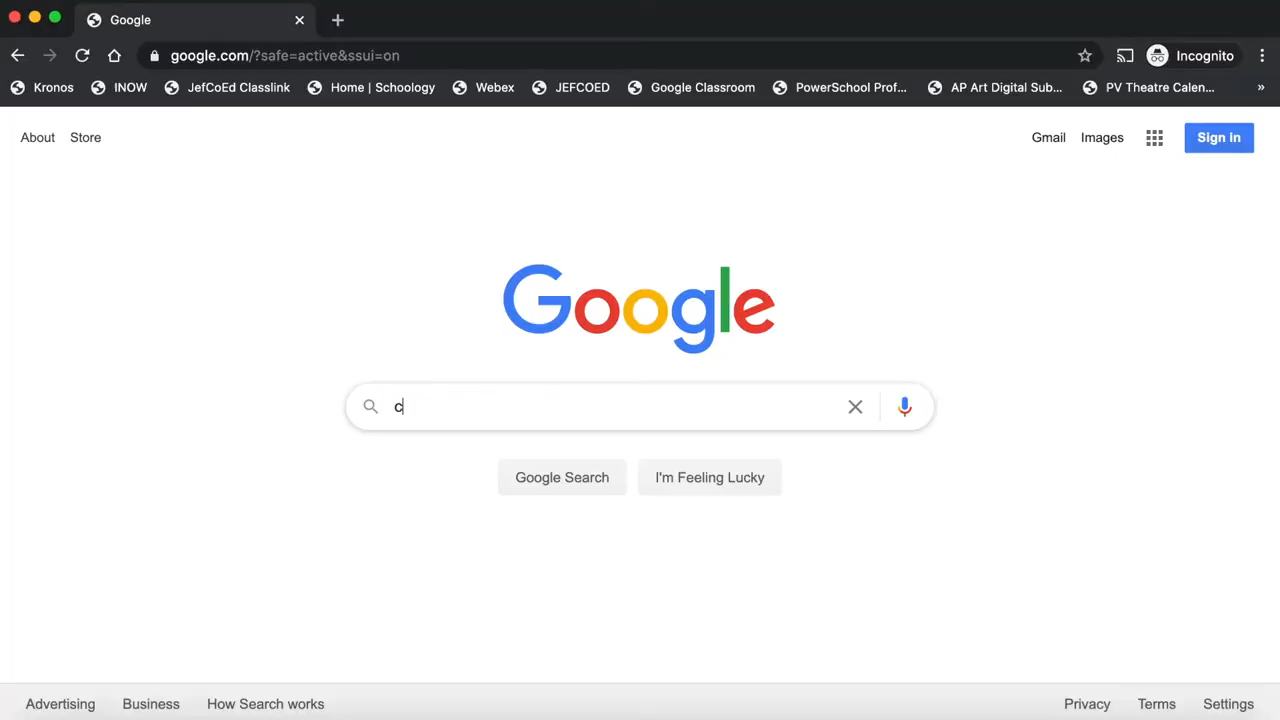 Google
google.com/?safe=active&ssui=on
Incognito
Kronos INOW JefCoEd Classlink Home | Schoology Webex JEFCOED Google Classroom PowerSchool Prof... AP Art Digital Sub... PV Theatre Calen... »
About Store Gmail Images Sign in
Google
c
Google Search I'm Feeling Lucky
Advertising Business How Search works Privacy Terms Settings